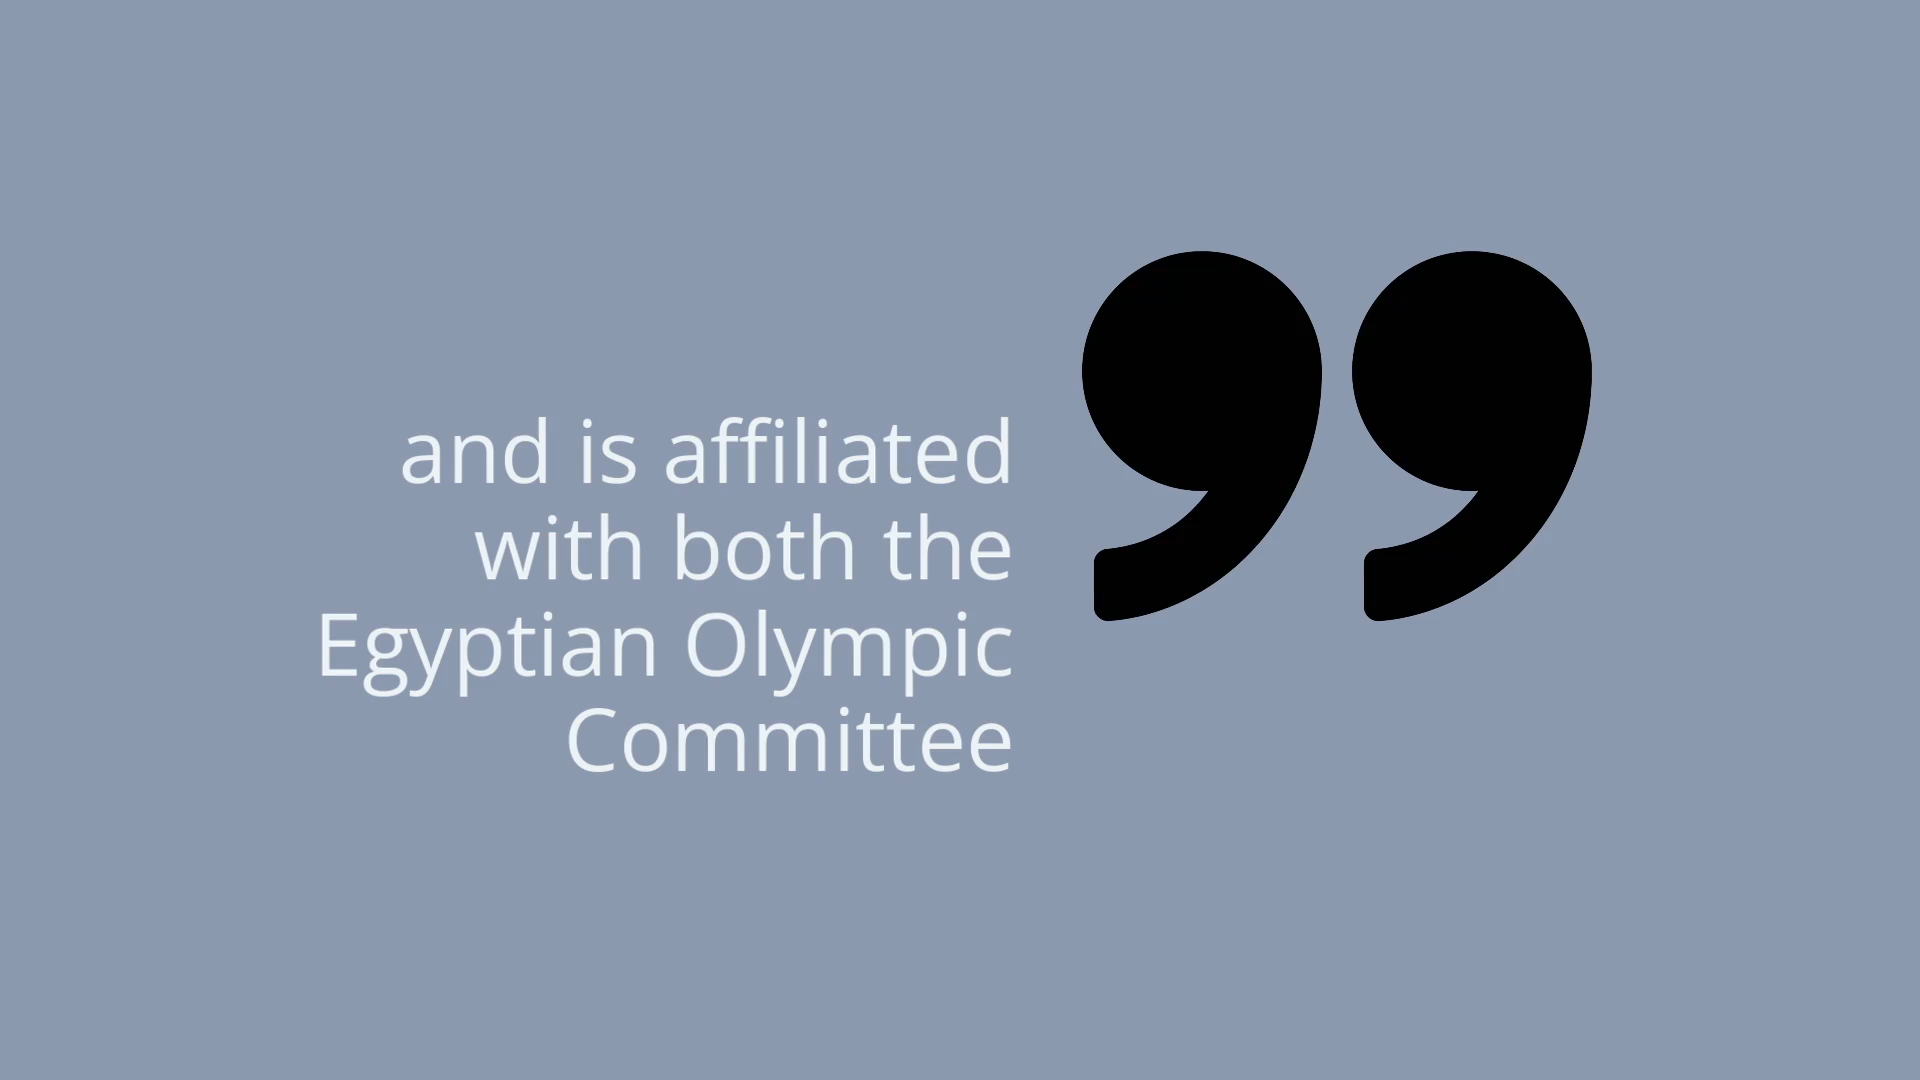 and is affiliated
with both the
Egyptian Olympic
Committee
”